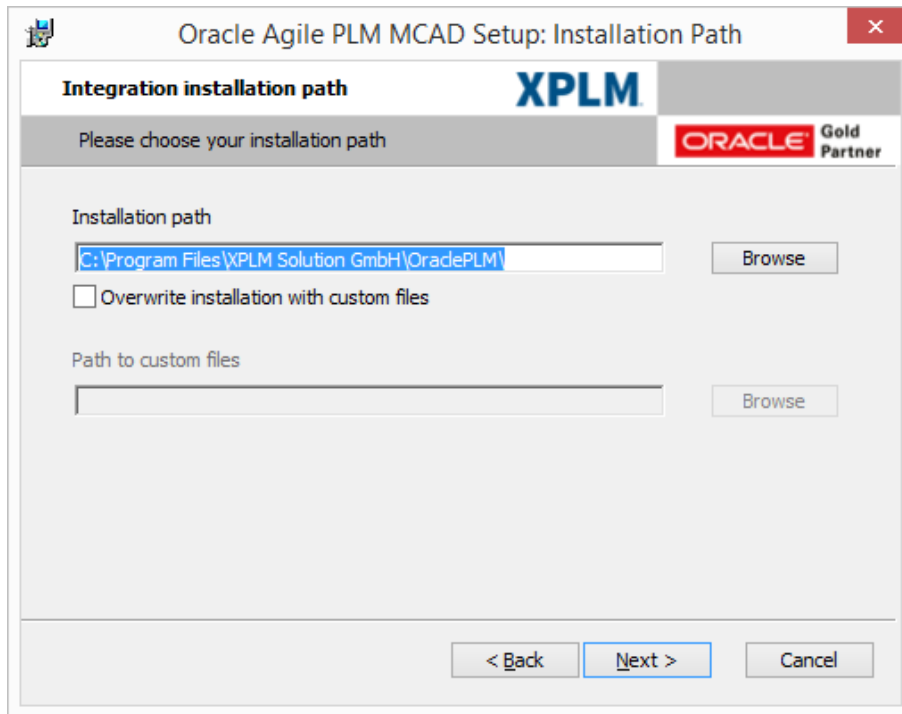 Oracle Agile PLM MCAD Setup: Installation Path
Integration installation path
XPLM
Please choose your installation path
ORACLE Gold
Partner
Installation path
C:\Program Files\XPLM Solution GmbH\OraclePLM\
Browse
Overwrite installation with custom files
Path to custom files
Browse
< Back
Next >
Cancel